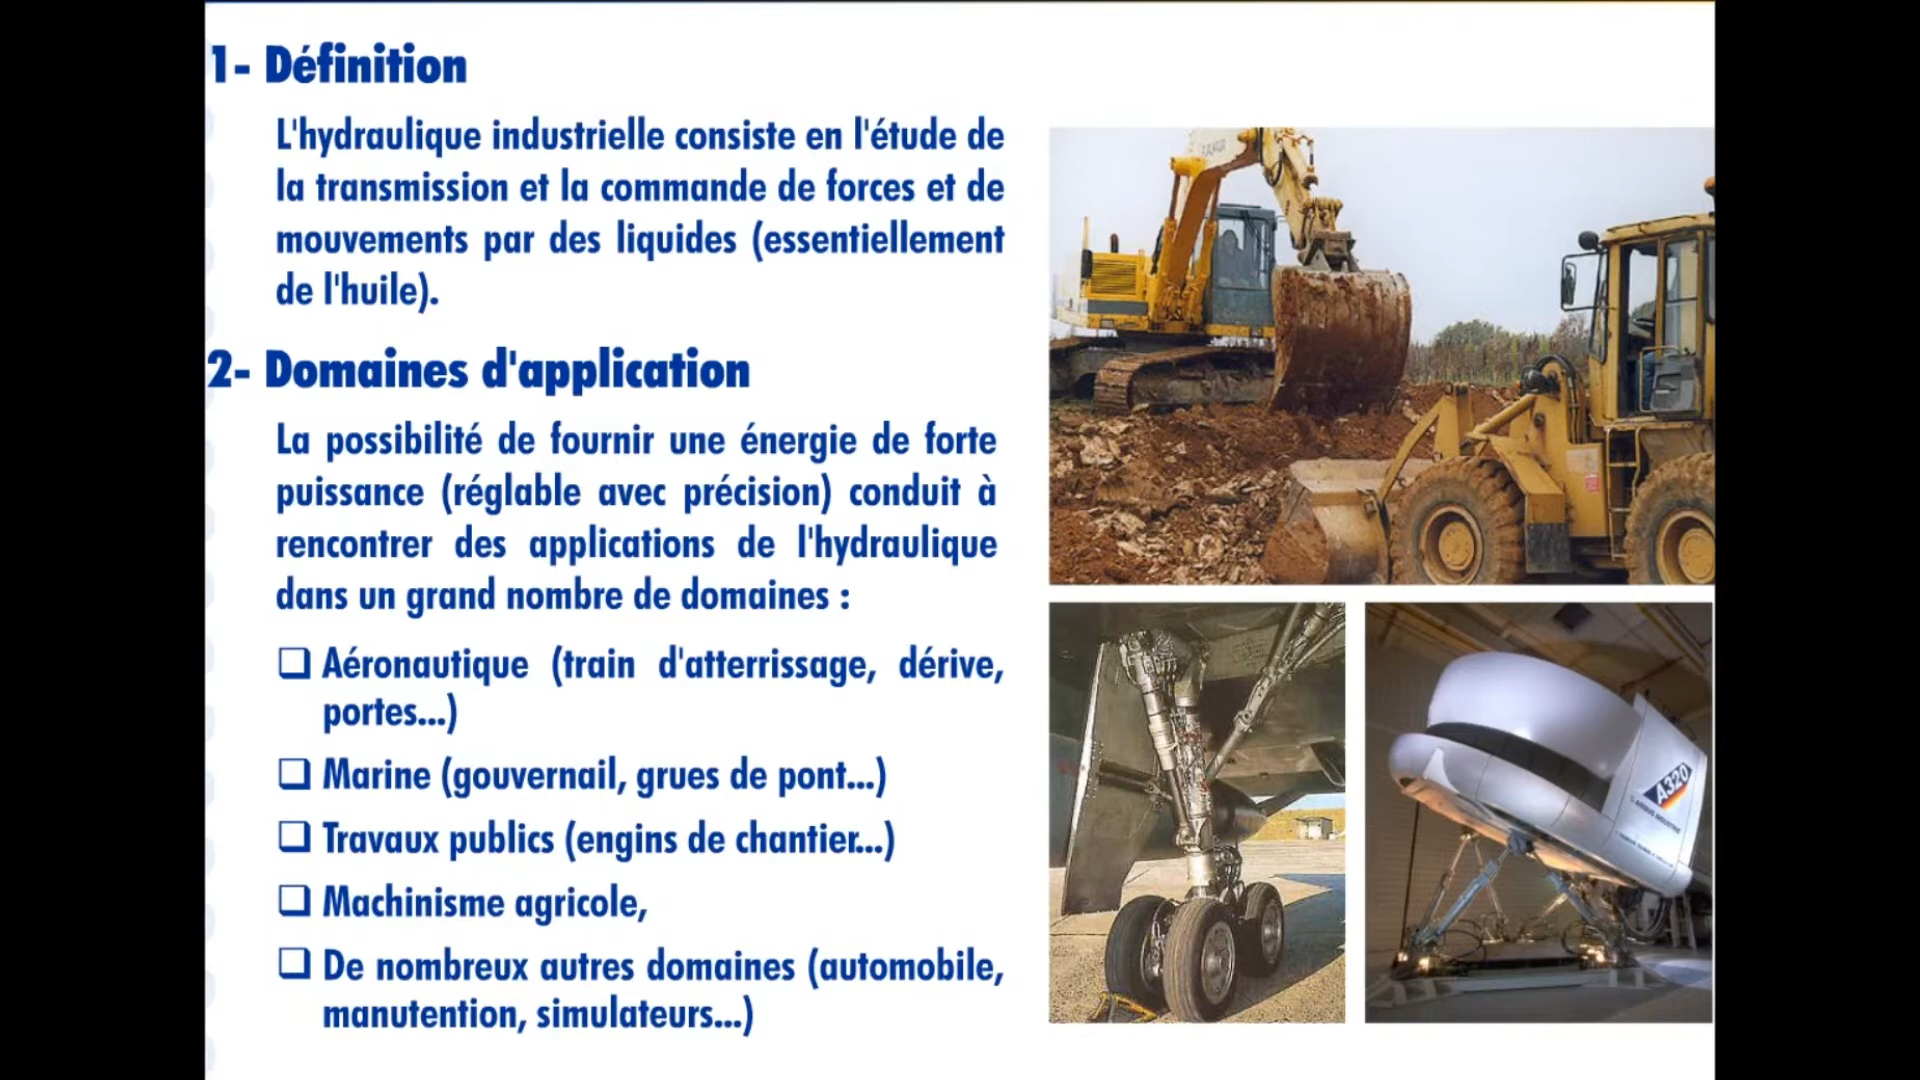 1- Définition
L'hydraulique industrielle consiste en l'étude de
la transmission et la commande de forces et de
mouvements par des liquides (essentiellement
de l'huile).
2- Domaines d'application
La possibilité de fournir une énergie de forte
puissance (réglable avec précision) conduit à
rencontrer des applications de l'hydraulique
dans un grand nombre de domaines :
❑ Aéronautique (train d'atterrissage, dérive,
portes...)
❑ Marine (gouvernail, grues de pont...)
❑ Travaux publics (engins de chantier...)
❑ Machinisme agricole,
❑ De nombreux autres domaines (automobile,
manutention, simulateurs...)
A320